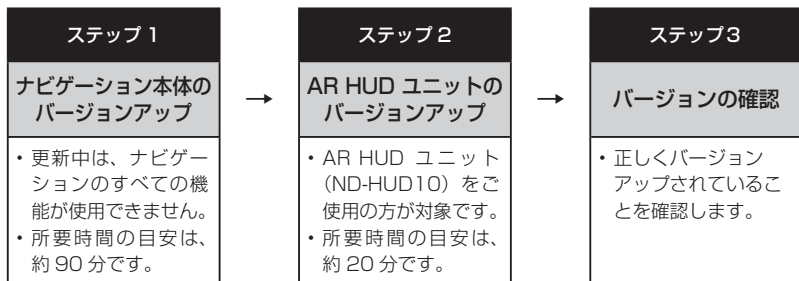 ステップ 1
ナビゲーション本体の
バージョンアップ
• 更新中は、ナビゲー
ションのすべての機
能が使用できません。
• 所要時間の目安は、
約 90 分です。
→
ステップ 2
AR HUD ユニットの
バージョンアップ
• AR HUD ユニット
（ND-HUD10）をご
使用の方が対象です。
• 所要時間の目安は、
約 20 分です。
→
ステップ3
バージョンの確認
• 正しくバージョン
アップされているこ
とを確認します。